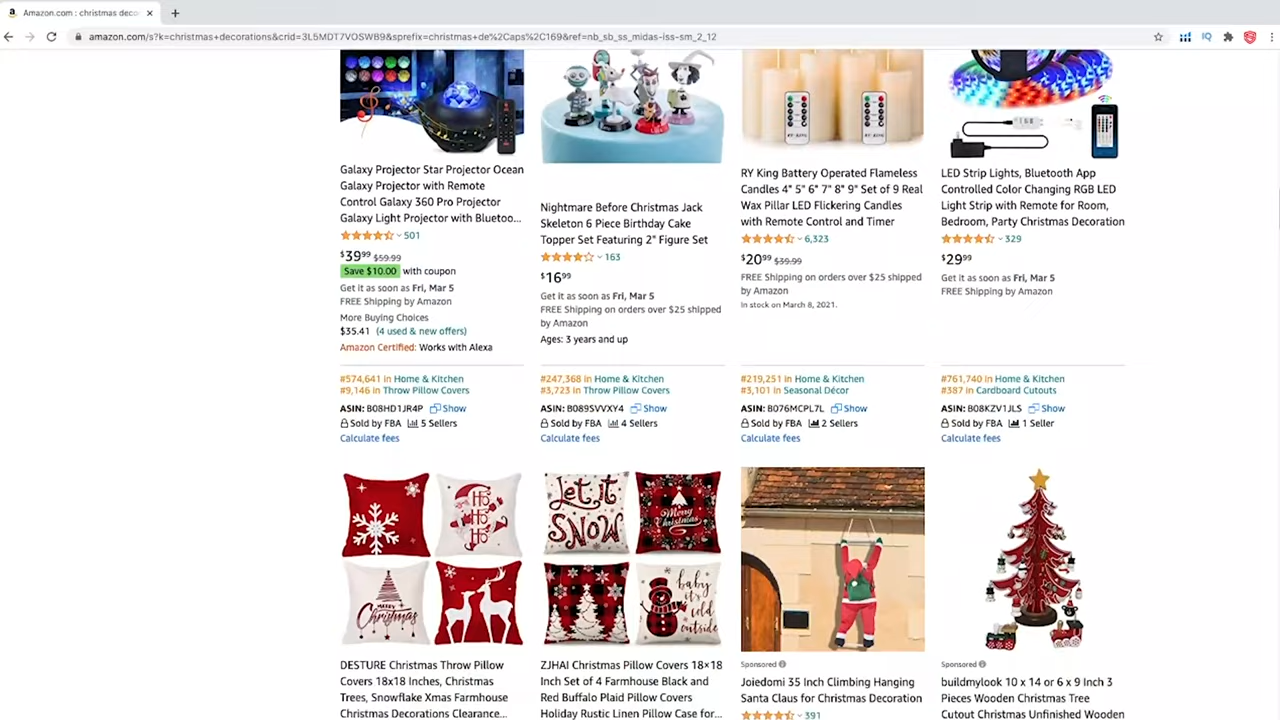 Amazon.com : christmas deco
amazon.com/s?k=christmas+decorations&crid=3L5MDT7VOSWB9&sprefix=christmas+de%2Caps%2C169&ref=nb_sb_ss_midas-iss-sm_2_12
Galaxy Projector Star Projector Ocean
Galaxy Projector with Remote
Control Galaxy 360 Pro Projector
Galaxy Light Projector with Bluetoo...
501
$39.99 $59.99
Save $10.00 with coupon
Get it as soon as Fri, Mar 5
FREE Shipping by Amazon
More Buying Choices
$35.41 (4 used & new offers)
Amazon Certified: Works with Alexa
#574,641 in Home & Kitchen
#9,146 in Throw Pillow Covers
ASIN: B08HD1JR4P Show
Sold by FBA 5 Sellers
Calculate fees
Nightmare Before Christmas Jack
Skeleton 6 Piece Birthday Cake
Topper Set Featuring 2" Figure Set
163
$16.99
Get it as soon as Fri, Mar 5
FREE Shipping on orders over $25 shipped
by Amazon
Ages: 3 years and up
#247,368 in Home & Kitchen
#3,723 in Throw Pillow Covers
ASIN: B089SVVXY4 Show
Sold by FBA 4 Sellers
Calculate fees
RY King Battery Operated Flameless
Candles 4" 5" 6" 7" 8" 9" Set of 9 Real
Wax Pillar LED Flickering Candles
with Remote Control and Timer
6,323
$20.99 $39.99
FREE Shipping on orders over $25 shipped
by Amazon
In stock on March 8, 2021.
#219,251 in Home & Kitchen
#3,101 in Seasonal Décor
ASIN: B076MCPL7L Show
Sold by FBA 2 Sellers
Calculate fees
LED Strip Lights, Bluetooth App
Controlled Color Changing RGB LED
Light Strip with Remote for Room,
Bedroom, Party Christmas Decoration
329
$29.99
Get it as soon as Fri, Mar 5
FREE Shipping by Amazon
#761,740 in Home & Kitchen
#387 in Cardboard Cutouts
ASIN: B08KZV1JLS Show
Sold by FBA 1 Seller
Calculate fees
HO
HO
HO
MERRY
Christmas
DESTURE Christmas Throw Pillow
Covers 18x18 Inches, Christmas
Trees, Snowflake Xmas Farmhouse
Christmas Decorations Clearance...
Let it
SNOW
Merry
Christmas
baby
it's
cold
outside
ZJHAI Christmas Pillow Covers 18×18
Inch Set of 4 Farmhouse Black and
Red Buffalo Plaid Pillow Covers
Holiday Rustic Linen Pillow Case for...
Sponsored
Joiedomi 35 Inch Climbing Hanging
Santa Claus for Christmas Decoration
391
Sponsored
buildmylook 10 x 14 or 6 x 9 Inch 3
Pieces Wooden Christmas Tree
Cutout Christmas Unfinished Wooden